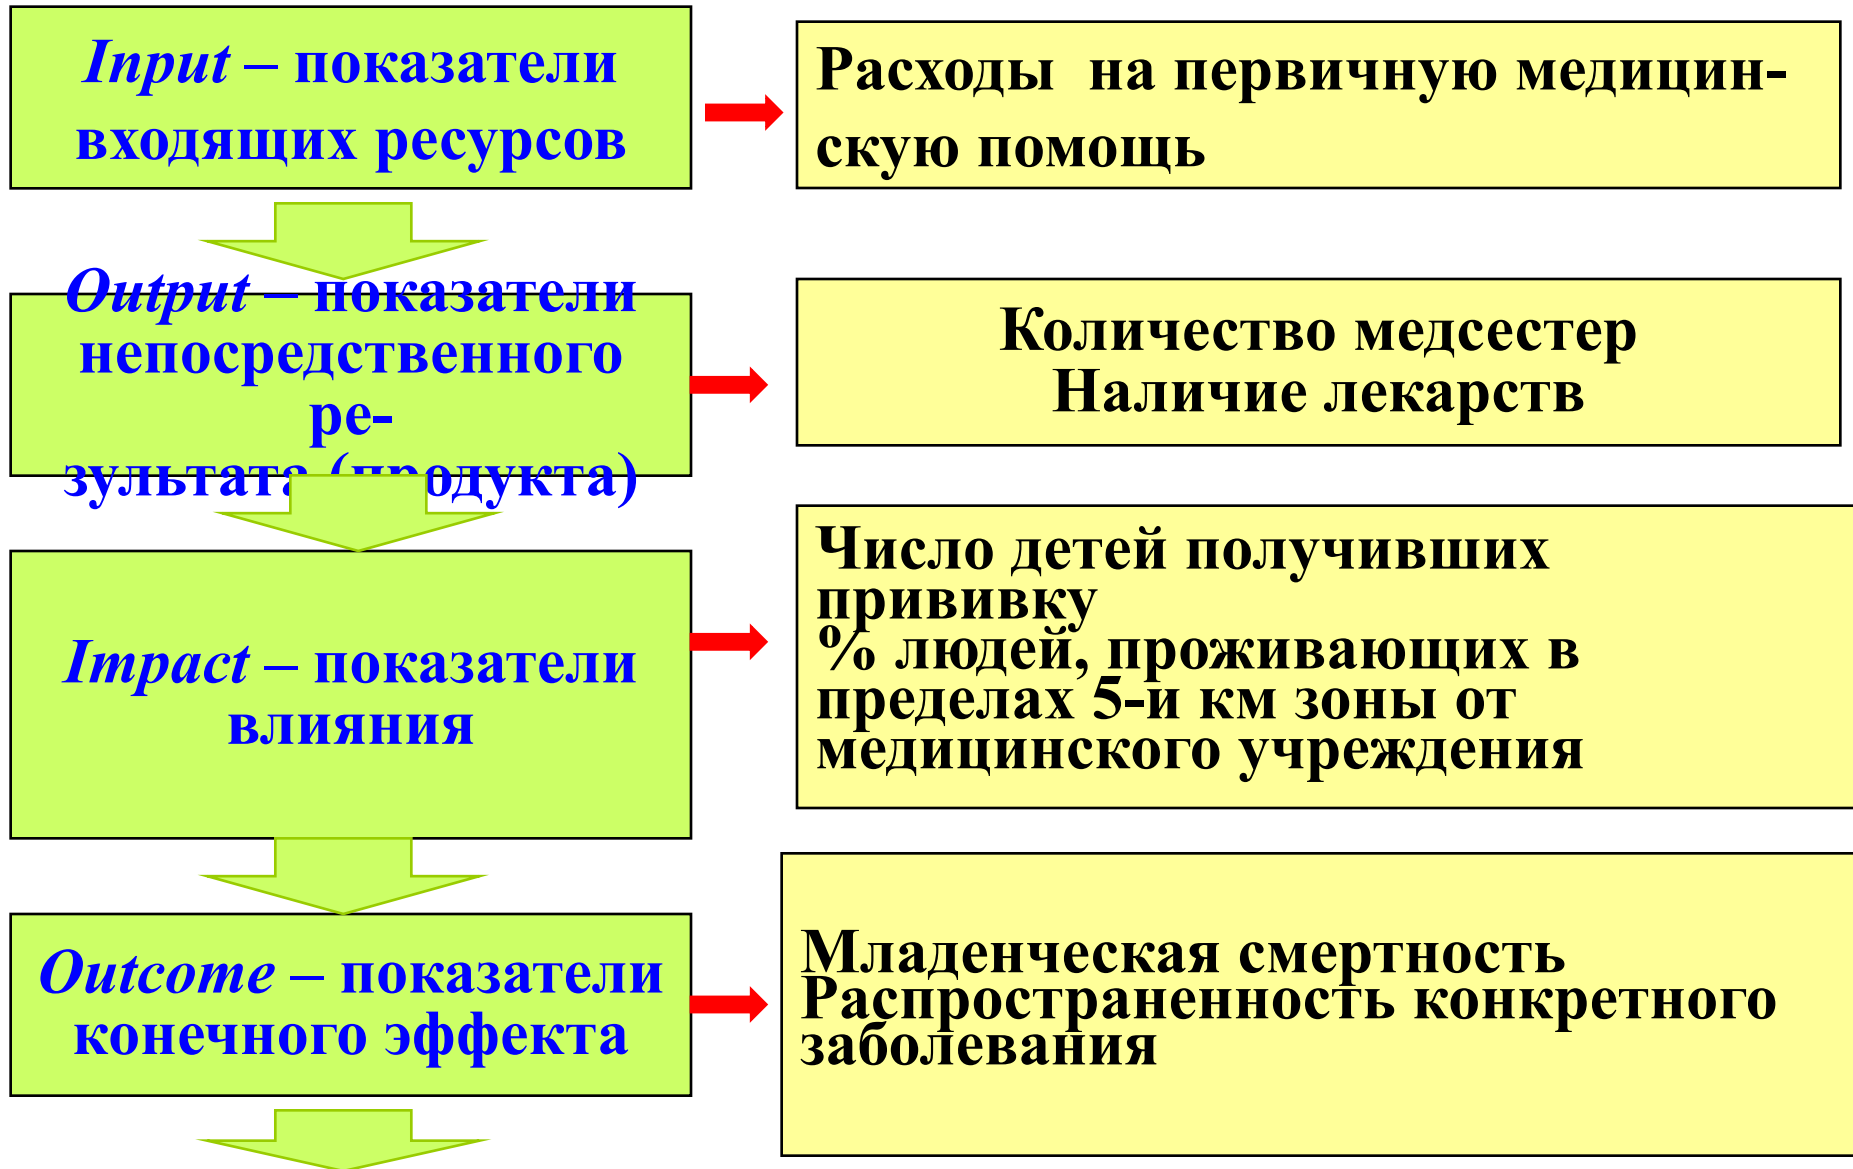 Input – показатели
входящих ресурсов
Расходы на первичную медицин-
скую помощь
Output – показатели
непосредственного
ре-
зультата (продукта)
Количество медсестер
Наличие лекарств
Impact – показатели
влияния
Число детей получивших
прививку
% людей, проживающих в
пределах 5-и км зоны от
медицинского учреждения
Outcome – показатели
конечного эффекта
Младенческая смертность
Распространенность конкретного
заболевания